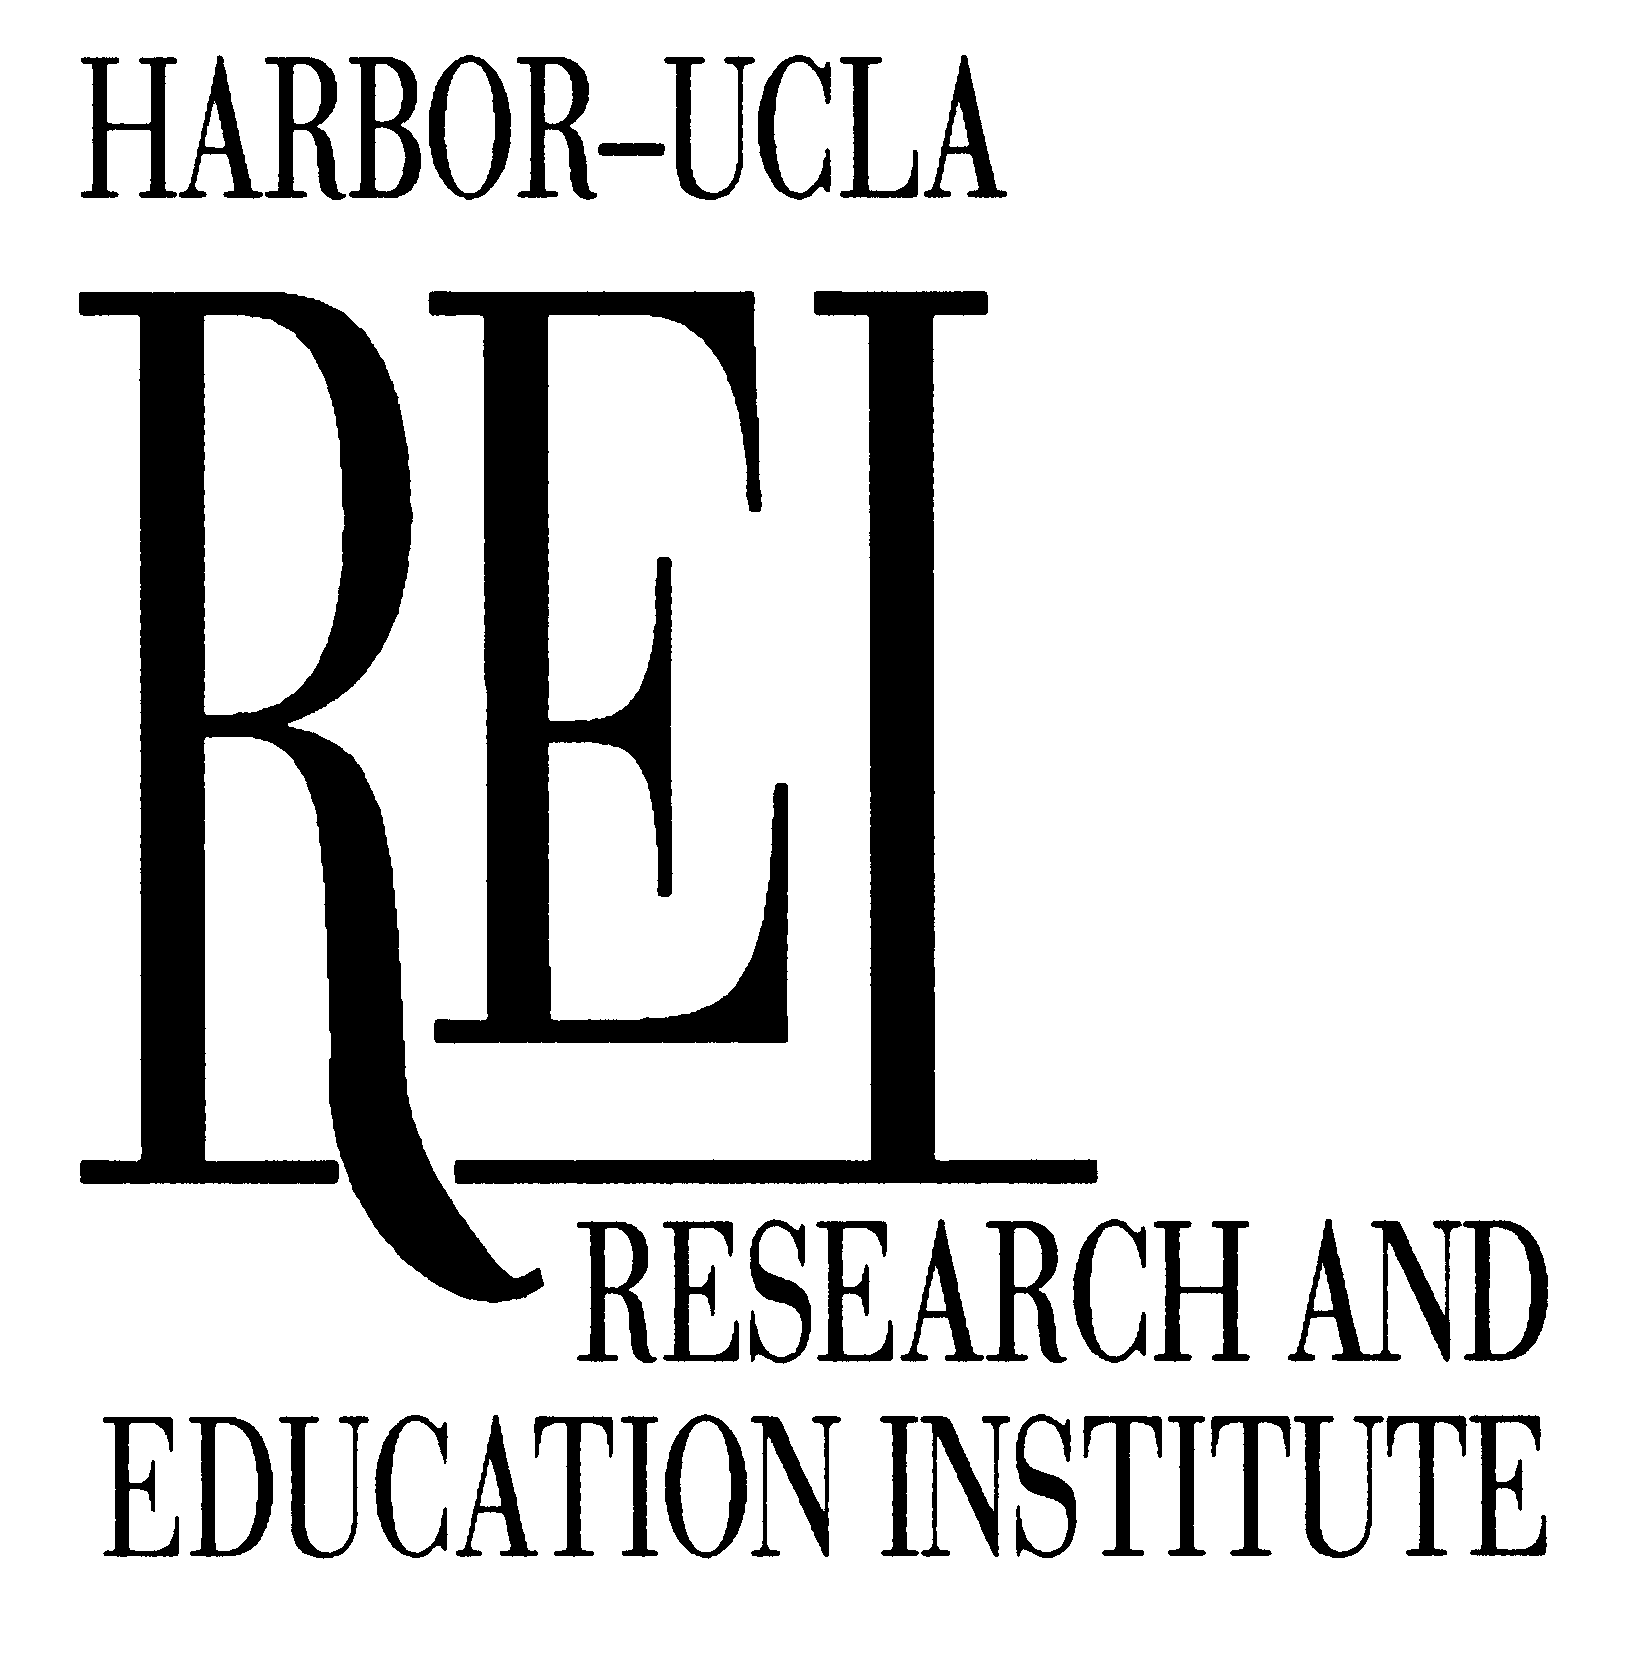 HARBOR–UCLA
REI
RESEARCH AND
EDUCATION INSTITUTE